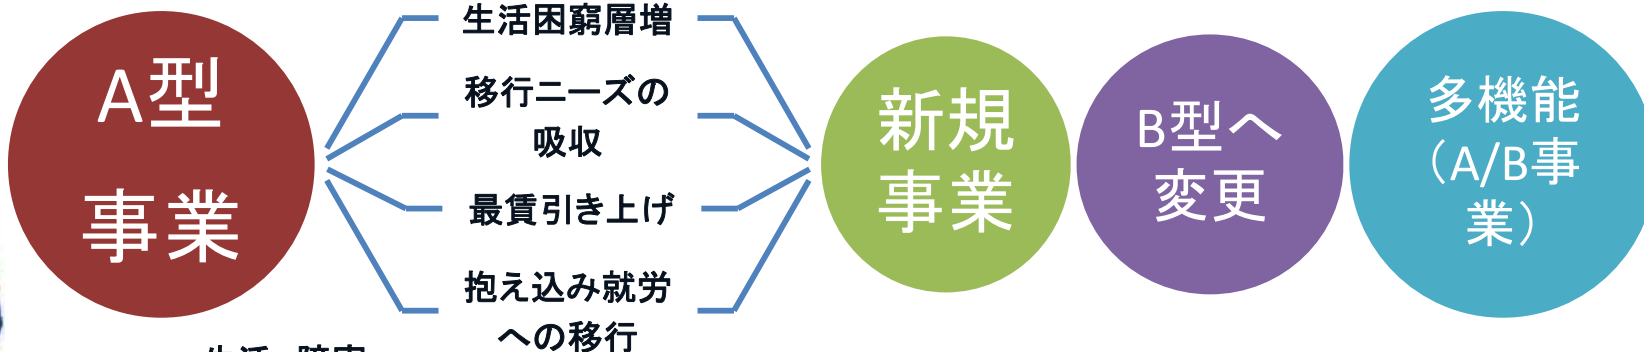 A型
事業
生活困窮層増
移行ニーズの
吸収
最賃引き上げ
抱え込み就労
への移行
新規
事業
B型へ
変更
多機能
（A/B事
業）